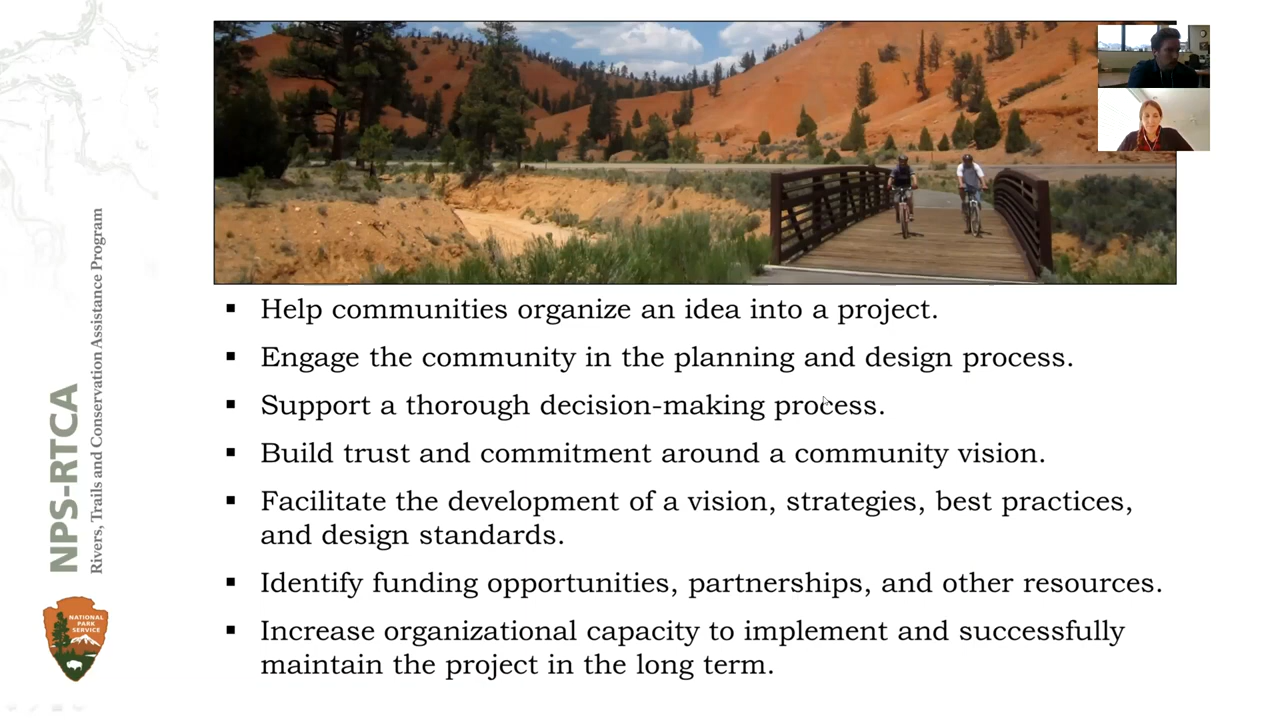 NPS-RTCA
Rivers, Trails and Conservation Assistance Program
NATIONAL
PARK
SERVICE
▪ Help communities organize an idea into a project.
▪ Engage the community in the planning and design process.
▪ Support a thorough decision-making process.
▪ Build trust and commitment around a community vision.
▪ Facilitate the development of a vision, strategies, best practices,
and design standards.
▪ Identify funding opportunities, partnerships, and other resources.
▪ Increase organizational capacity to implement and successfully
maintain the project in the long term.